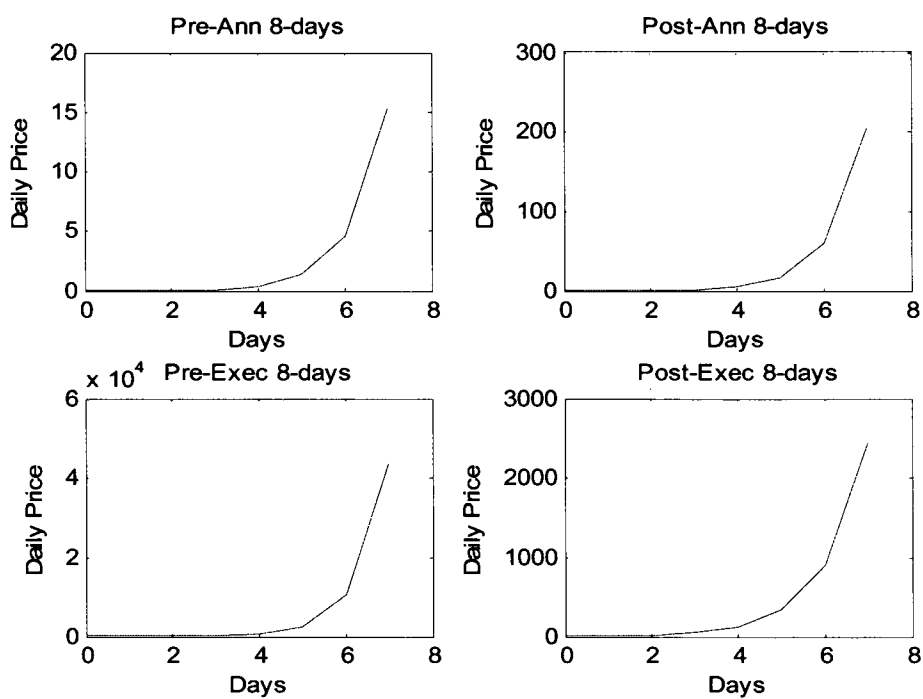 Pre-Ann 8-days
20
15
10
5
0
0 2 4 6 8
Daily Price
Days
Post-Ann 8-days
300
200
100
0
0 2 4 6 8
Daily Price
Days
x 10^4 Pre-Exec 8-days
6
4
2
0
0 2 4 6 8
Daily Price
Days
Post-Exec 8-days
3000
2000
1000
0
0 2 4 6 8
Daily Price
Days